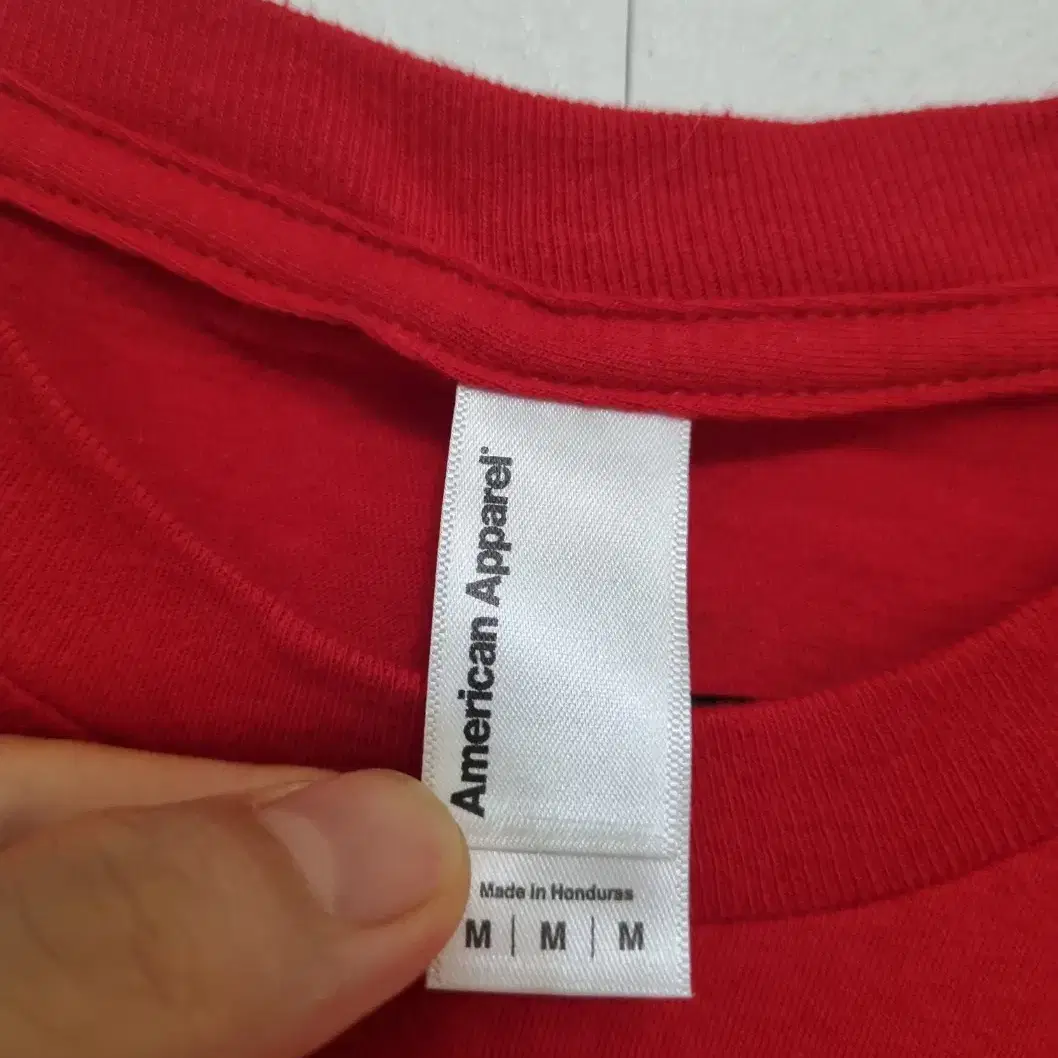 American Apparel®
Made in Honduras
M | M | M